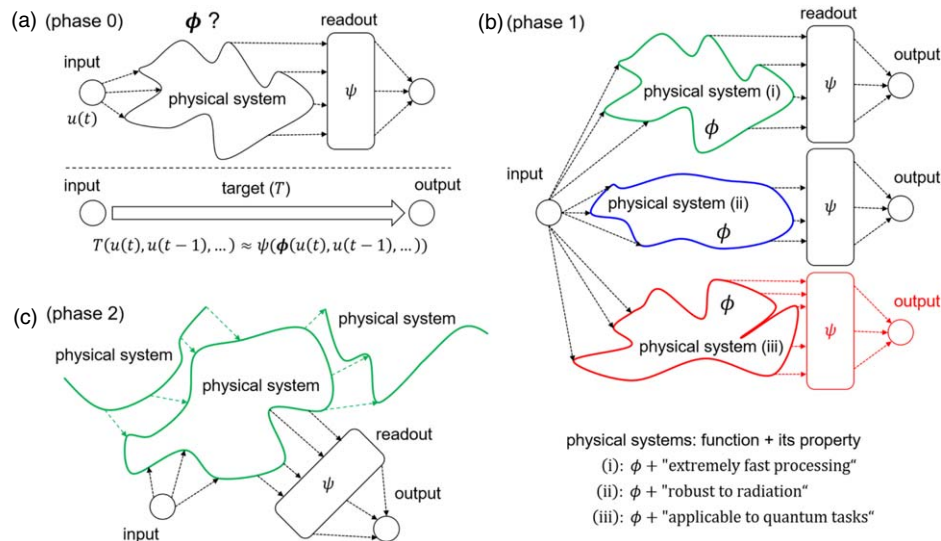 (a) (phase 0)
ϕ ?
readout
input
physical system
ψ
u(t)
input
target (T)
output
T(u(t), u(t − 1), …) ≈ ψ(ϕ(u(t), u(t − 1), …))
(b) (phase 1)
readout
output
physical system (i)
ψ
ϕ
input
output
physical system (ii)
ψ
ϕ
output
ϕ
ψ
physical system (iii)
physical systems: function + its property
(i): ϕ + "extremely fast processing“
(ii): ϕ + "robust to radiation“
(iii): ϕ + "applicable to quantum tasks“
(c) (phase 2)
physical system
physical system
physical system
readout
ψ
output
input